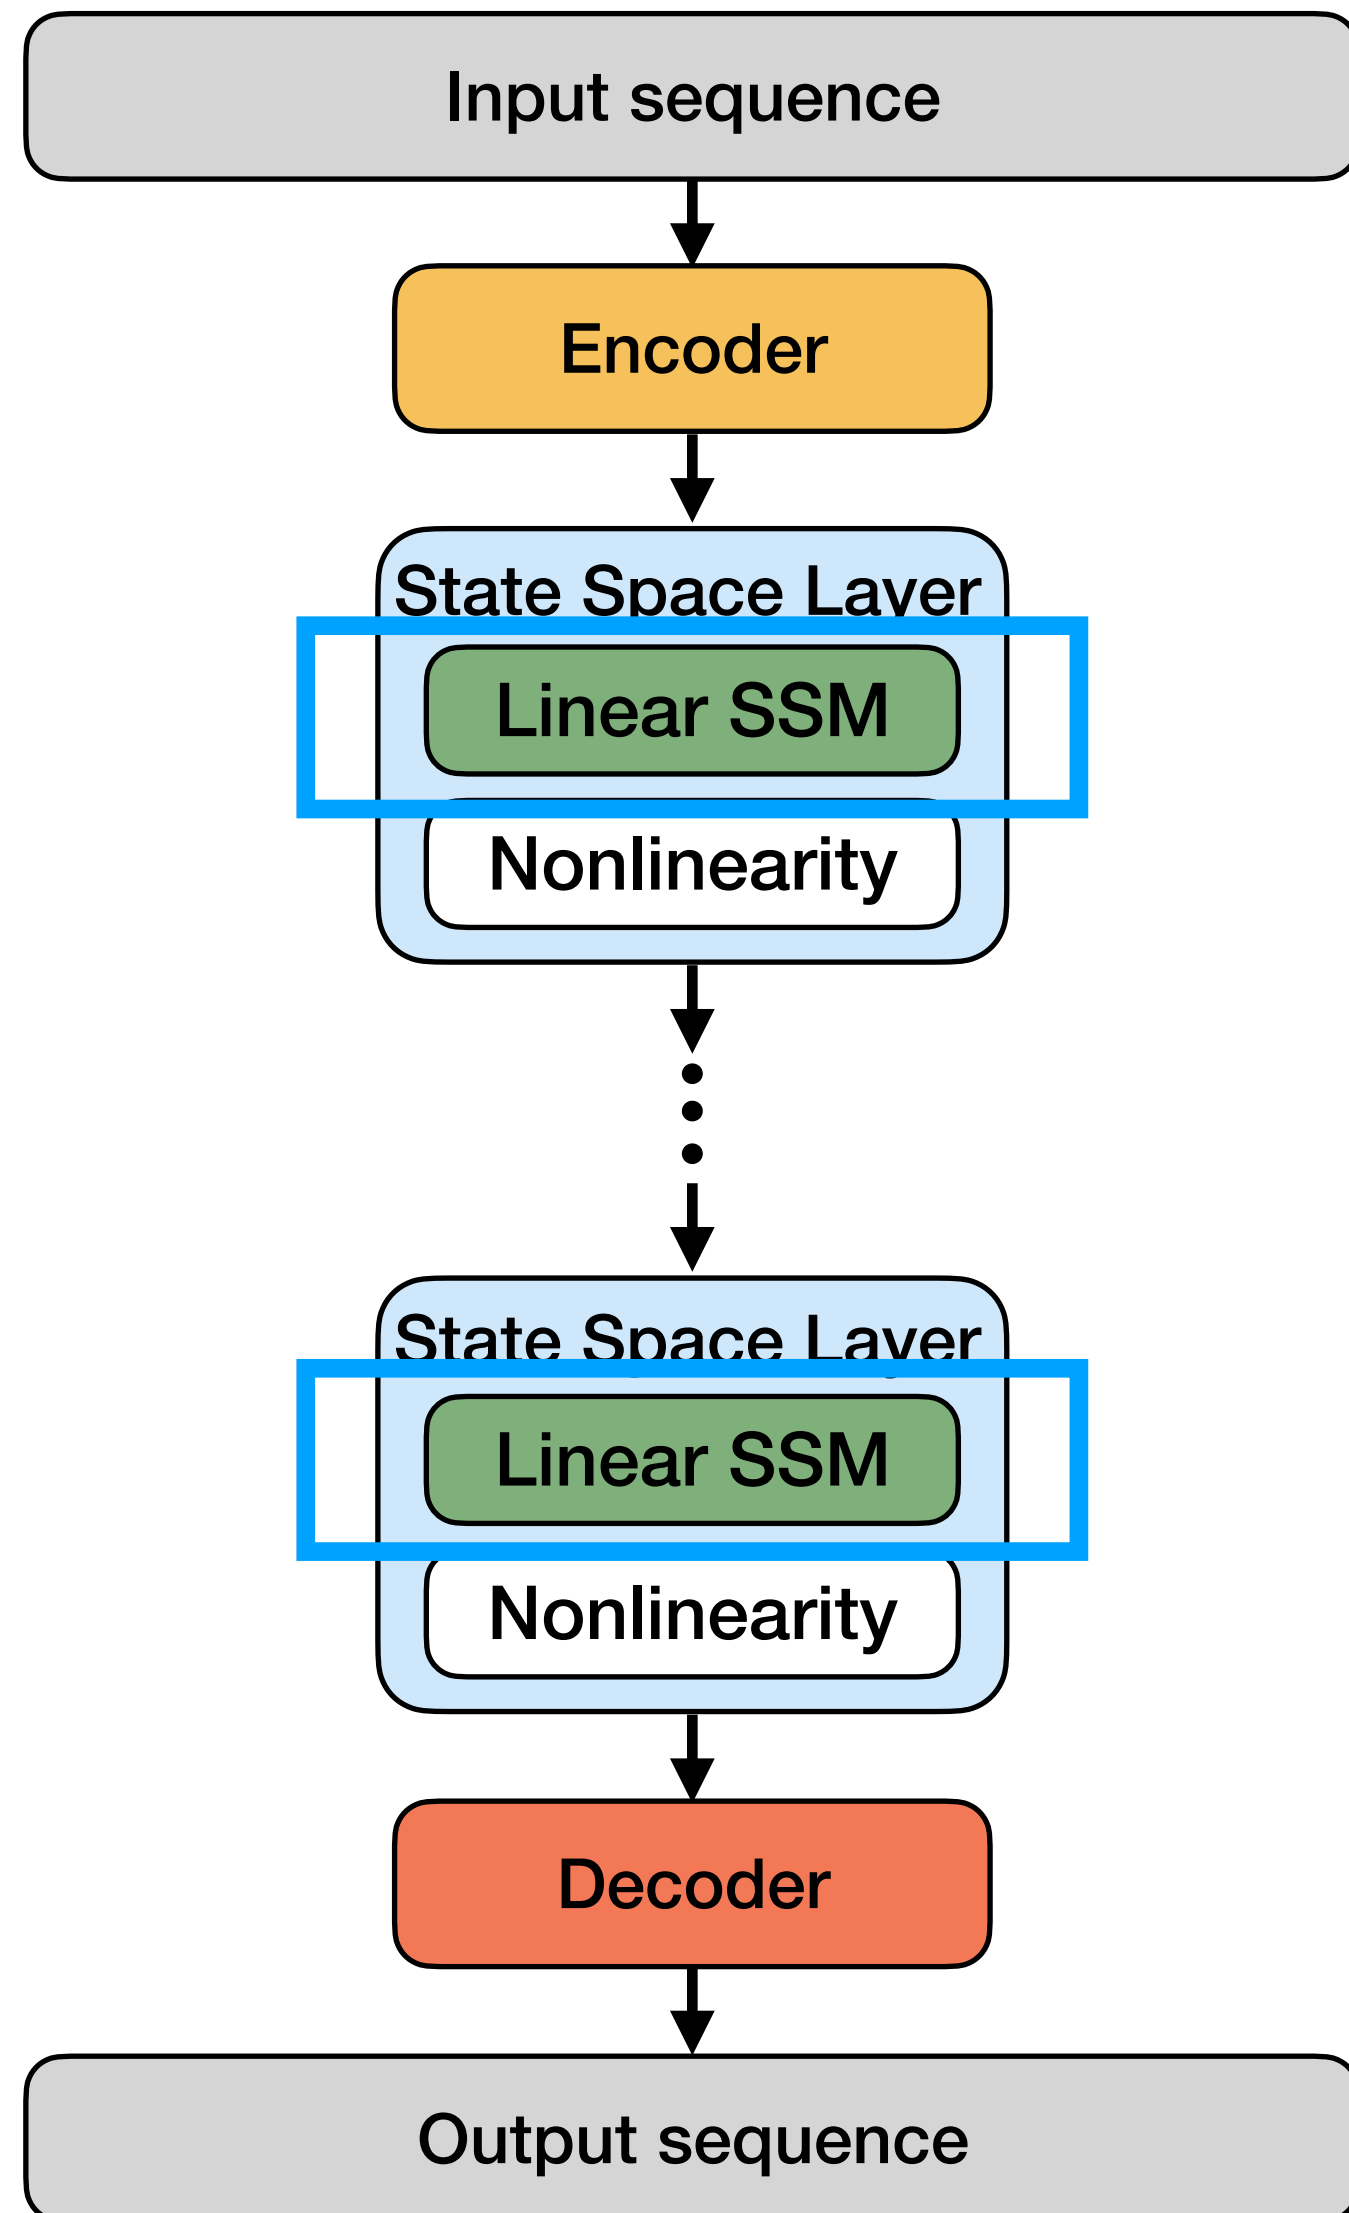 Input sequence
Encoder
State Space Layer
Linear SSM
Nonlinearity
State Space Layer
Linear SSM
Nonlinearity
Decoder
Output sequence